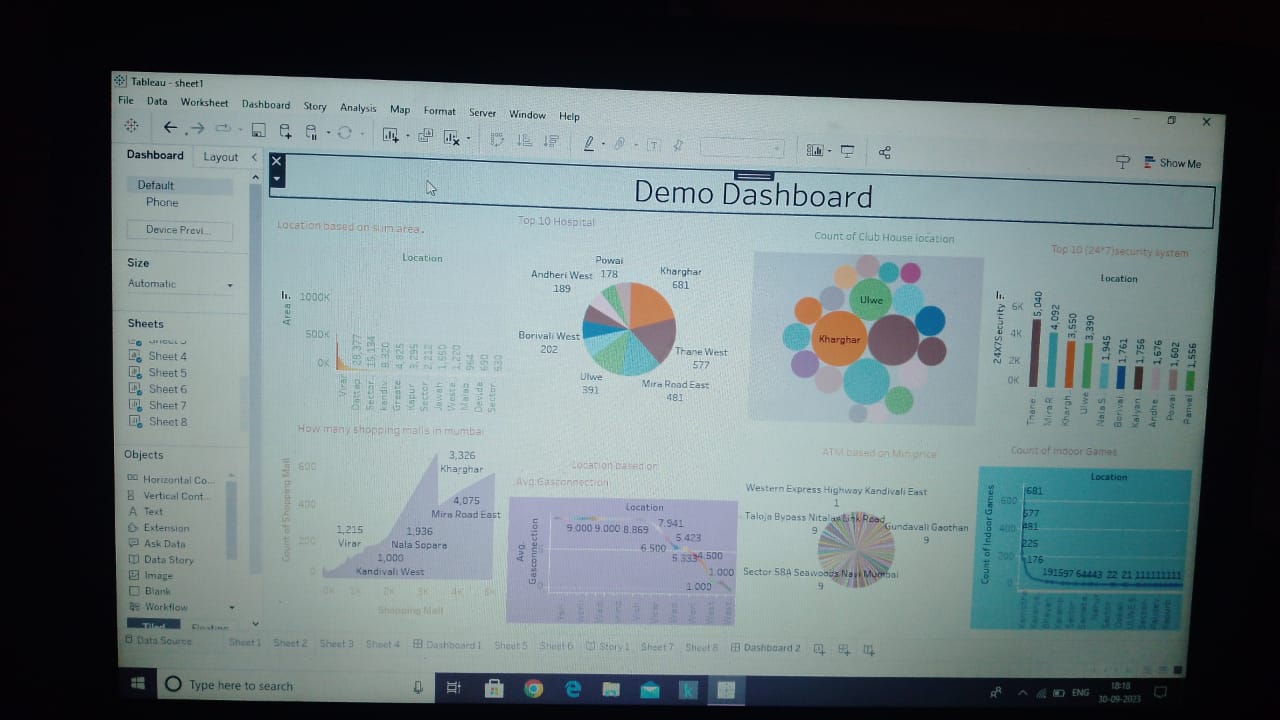 Tableau - sheet1
File Data Worksheet Dashboard Story Analysis Map Format Server Window Help
Show Me
Dashboard Layout
Default
Phone
Device Previ...
Size
Automatic
Sheets
Sheet 4
Sheet 5
Sheet 6
Sheet 7
Sheet 8
Objects
Horizontal Co...
Vertical Cont...
Text
Extension
Ask Data
Data Story
Image
Blank
Workflow
Tiled Floating
Demo Dashboard
Location based on sum area.
Location
Area
1000K
500K
0K
28,377
15,134
8,320
4,825
3,295
2,212
1,650
1,220
964
690
530
Virar
Sector
kandiv.
Greate.
Kapur.
Sector
Jawah.
Weste.
Malab.
Devida.
Sector.
Top 10 Hospital
Powai
178
Kharghar
681
Andheri West
189
Borivali West
202
Thane West
577
Ulwe
391
Mira Road East
481
Count of Club House location
Ulwe
Kharghar
Top 10 (24*7)security system
Location
24X7Security
6K
4K
2K
0K
5,040
4,092
3,550
3,390
1,945
1,761
1,756
1,676
1,602
1,556
Thane
Mira R.
Khargh.
Ulwe
Nala S.
Borivai
Kalyan
Andhe.
Powai
Panvel
How many shopping malls in mumbai
Count of Shopping Mall
600
400
200
0
3,326
Kharghar
4,075
Mira Road East
1,215
Virar
1,936
Nala Sopara
1,000
Kandivali West
0K 1K 2K 3K 4K 5K
Shopping Mall
Location based on
Avg.Gasconnection
Location
Avg. Gasconnection
9.000 9.000 8.869 7.941
6.500 5.423
5.333 4.500
1.000
1.000
ATM based on Min price
Western Express Highway Kandivali East
1
Taloja Bypass Nitalas Link Road
9
Gundavali Gaothan
9
Sector 58A Seawoods Navi Mumbai
9
Count of Indoor Games
Location
Count of Indoor Games
600
400
200
0
681
577
481
225
176
191597 64443 22 21 111111111
Data Source Sheet 1 Sheet 2 Sheet 3 Sheet 4 Dashboard 1 Sheet 5 Sheet 6 Story 1 Sheet 7 Sheet 8 Dashboard 2
Type here to search
ENG
18:18
30-09-2023